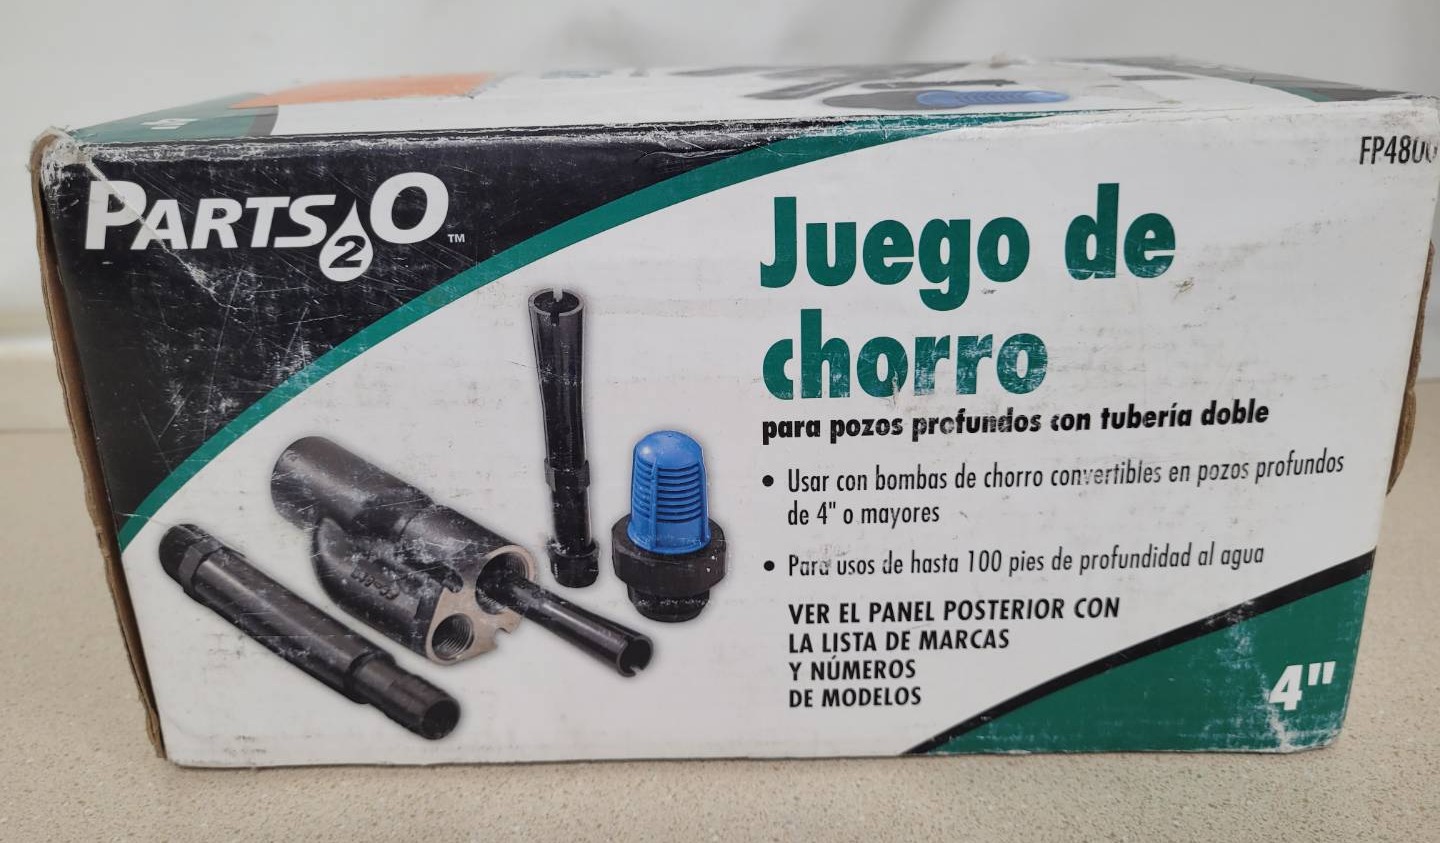 PARTS2O™
FP4800
Juego de
chorro
para pozos profundos con tubería doble
• Usar con bombas de chorro convertibles en pozos profundos
de 4" o mayores
• Para usos de hasta 100 pies de profundidad al agua
VER EL PANEL POSTERIOR CON
LA LISTA DE MARCAS
Y NÚMEROS
DE MODELOS
4"